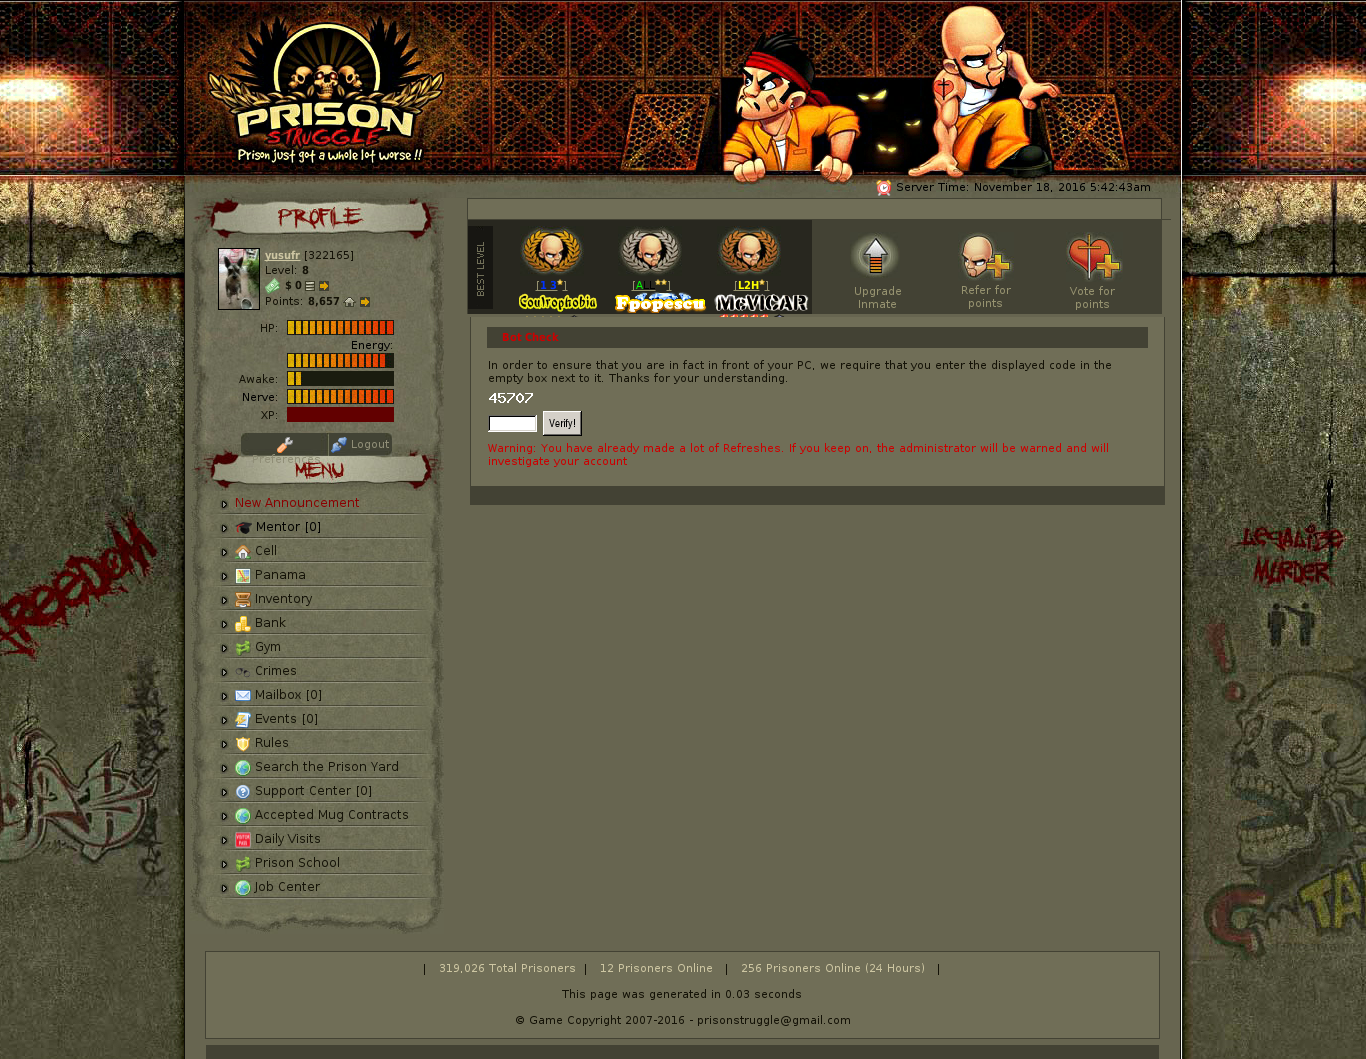 PRISON
STRUGGLE
Prison just got a whole lot worse !!
Server Time: November 18, 2016 5:42:43am
PROFILE
yusufr [322165]
Level: 8
$ 0
Points: 8,657
HP:
Energy:
Awake:
Nerve:
XP:
Preferences
Logout
MENU
New Announcement
Mentor [0]
Cell
Panama
Inventory
Bank
Gym
Crimes
Mailbox [0]
Events [0]
Rules
Search the Prison Yard
Support Center [0]
Accepted Mug Contracts
Daily Visits
Prison School
Job Center
BEST LEVEL
Coutrophobia
Fpopescu
[L2H*]
McVICAR
Upgrade
Inmate
Refer for
points
Vote for
points
Bot Check
In order to ensure that you are in fact in front of your PC, we require that you enter the displayed code in the
empty box next to it. Thanks for your understanding.
45707
Verify!
Warning: You have already made a lot of Refreshes. If you keep on, the administrator will be warned and will
investigate your account
FREEDOM
LEGALIZE
MURDER
| 319,026 Total Prisoners | 12 Prisoners Online | 256 Prisoners Online (24 Hours) |
This page was generated in 0.03 seconds
© Game Copyright 2007-2016 - prisonstruggle@gmail.com